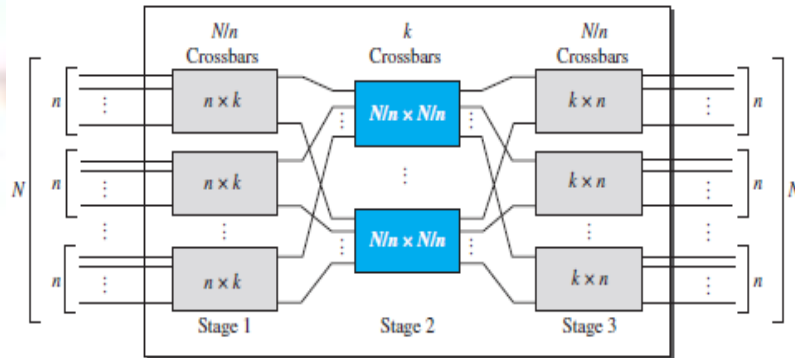 N/n
Crossbars
k
Crossbars
N/n
Crossbars
n
n × k
N/n × N/n
k × n
n
N
n
n × k
k × n
n
N
n
n × k
N/n × N/n
k × n
n
Stage 1
Stage 2
Stage 3